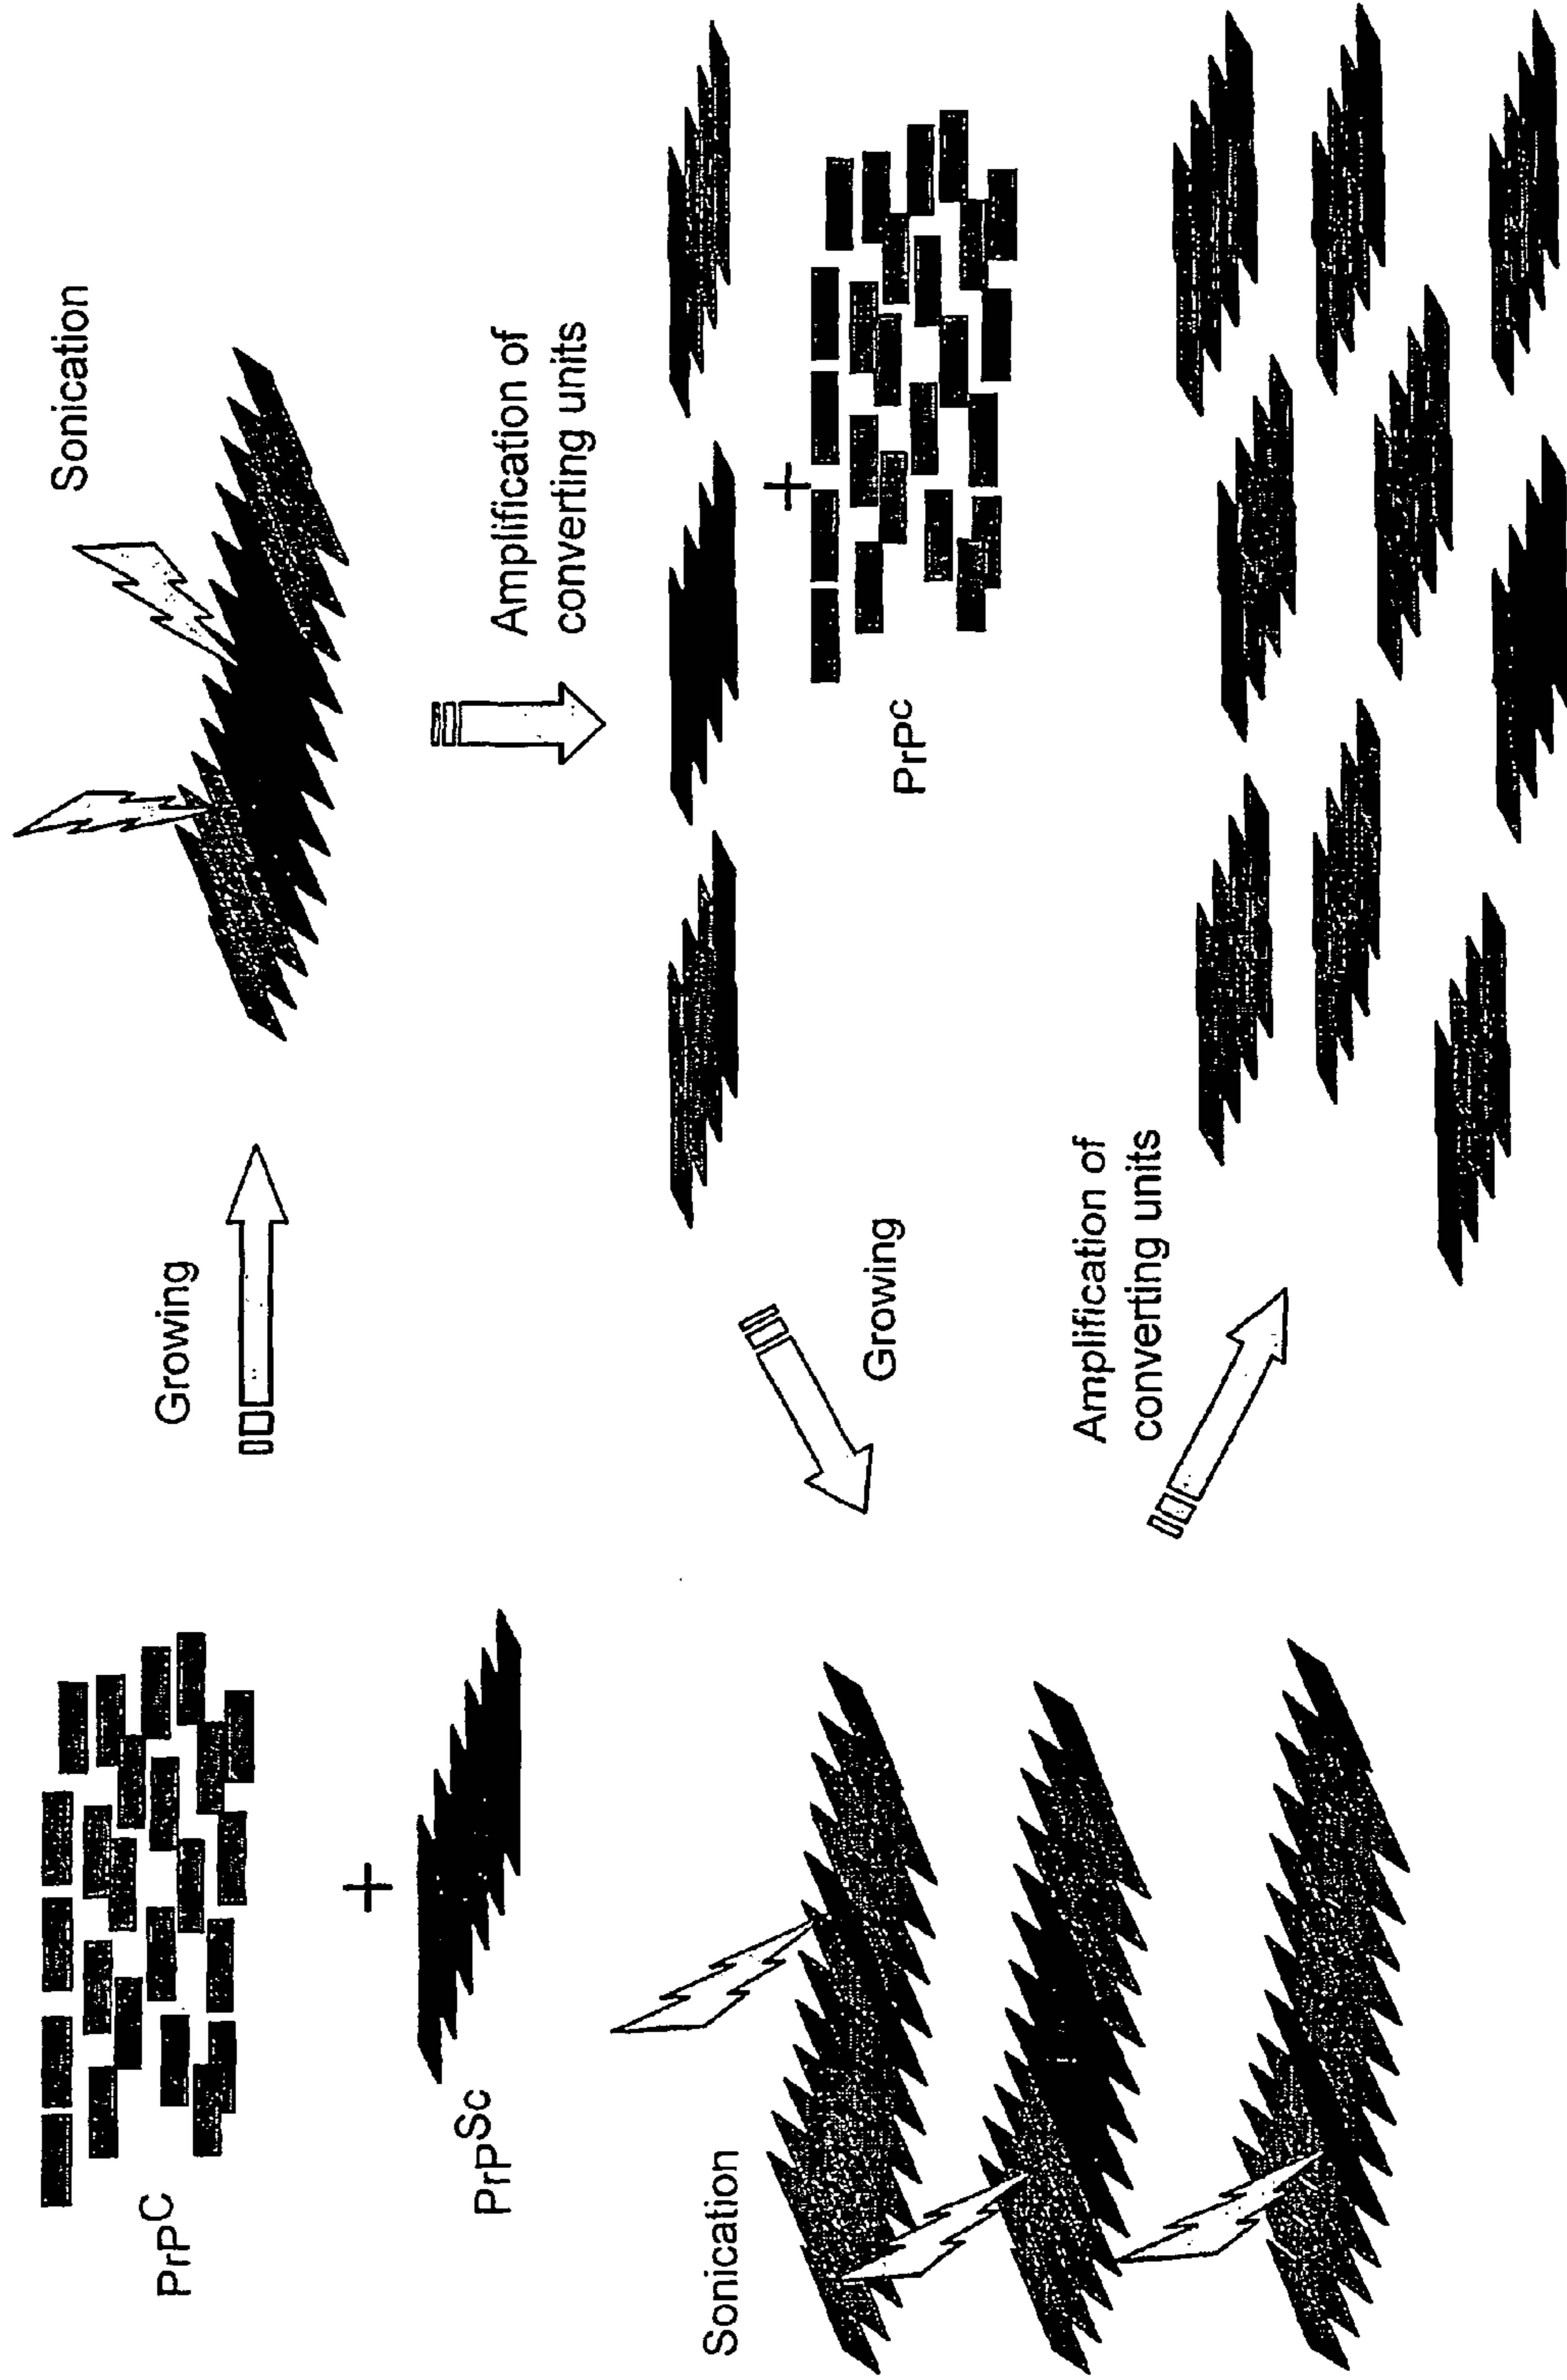 PrPC
+
PrPSc
Growing
Sonication
Amplification of
converting units
+
PrPC
Growing
Sonication
Amplification of
converting units